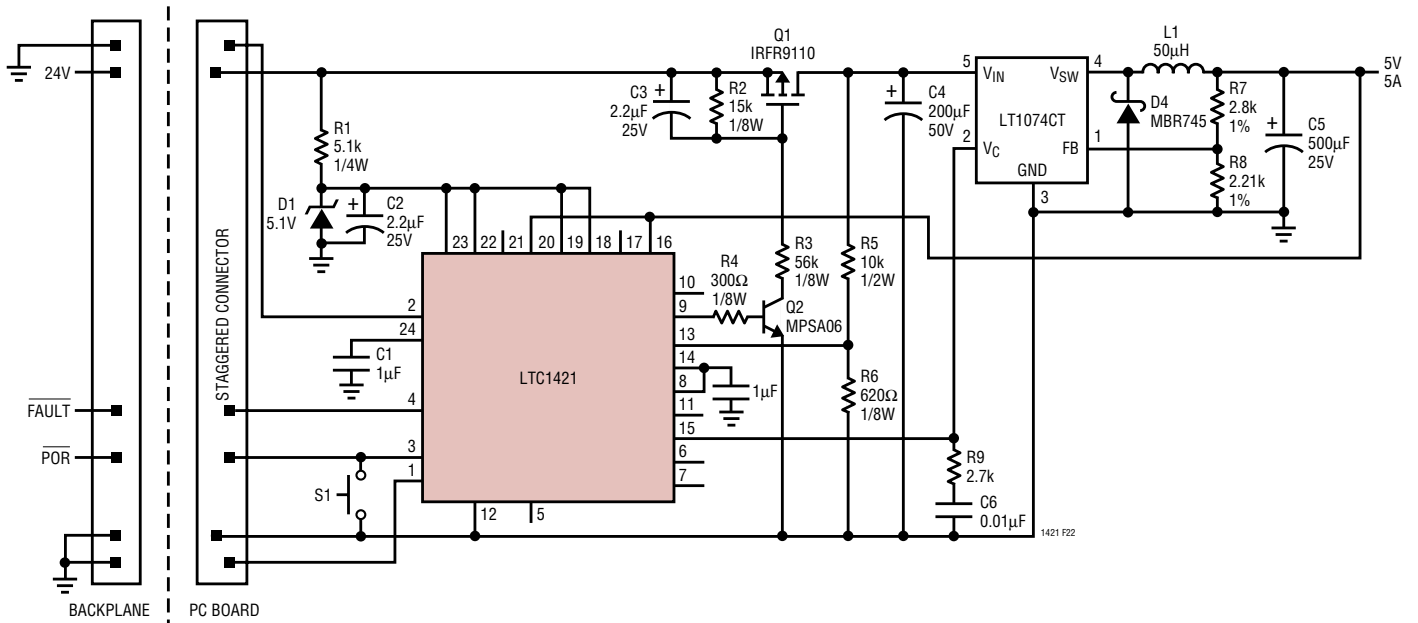 24V
FAULT
POR
BACKPLANE
PC BOARD
STAGGERED CONNECTOR
R1
5.1k
1/4W
D1
5.1V
+
C2
2.2μF
25V
23
22
21
20
19
18
17
16
2
24
4
3
1
C1
1μF
S1
LTC1421
12
5
10
9
13
14
8
11
15
6
7
1μF
R4
300Ω
1/8W
Q2
MPSA06
R3
56k
1/8W
C3
+
2.2μF
25V
R2
15k
1/8W
Q1
IRFR9110
R5
10k
1/2W
R6
620Ω
1/8W
+
C4
200μF
50V
5
VIN
VSW
4
LT1074CT
2
VC
FB
1
GND
3
L1
50μH
D4
MBR745
R7
2.8k
1%
R8
2.21k
1%
+
C5
500μF
25V
5V
5A
R9
2.7k
C6
0.01μF
1421 F22